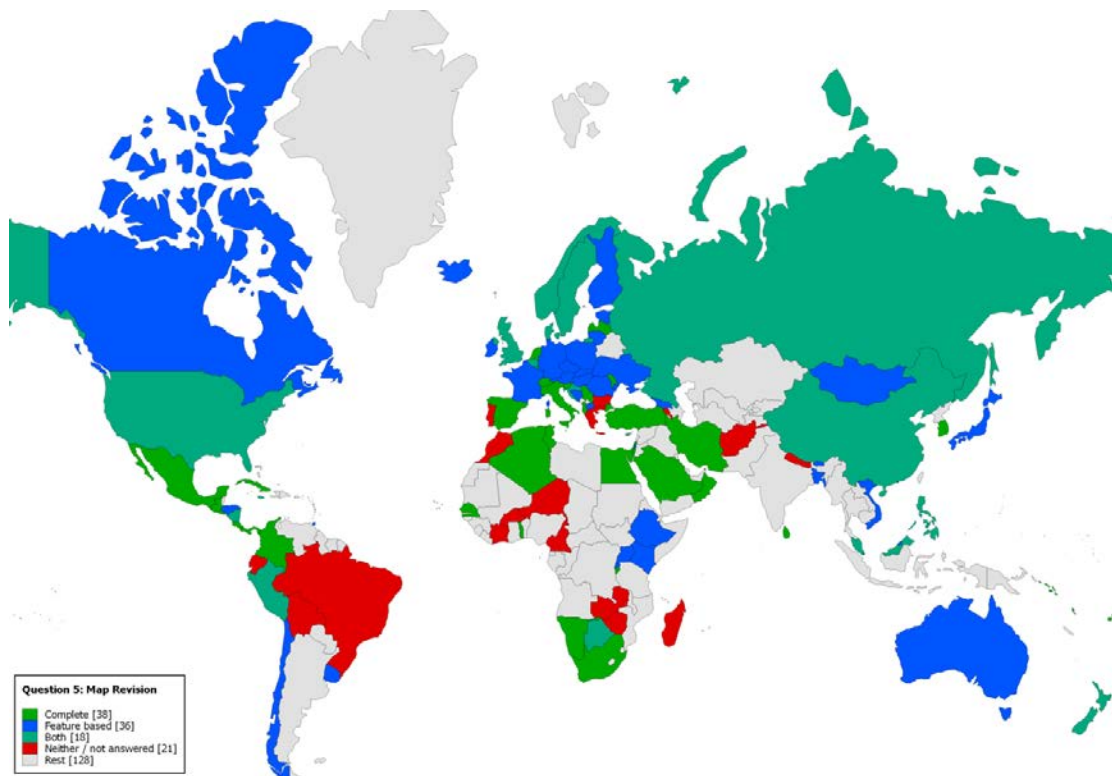 Question 5: Map Revision
Complete [38]
Feature based [36]
Both [18]
Neither / not answered [21]
Rest [128]